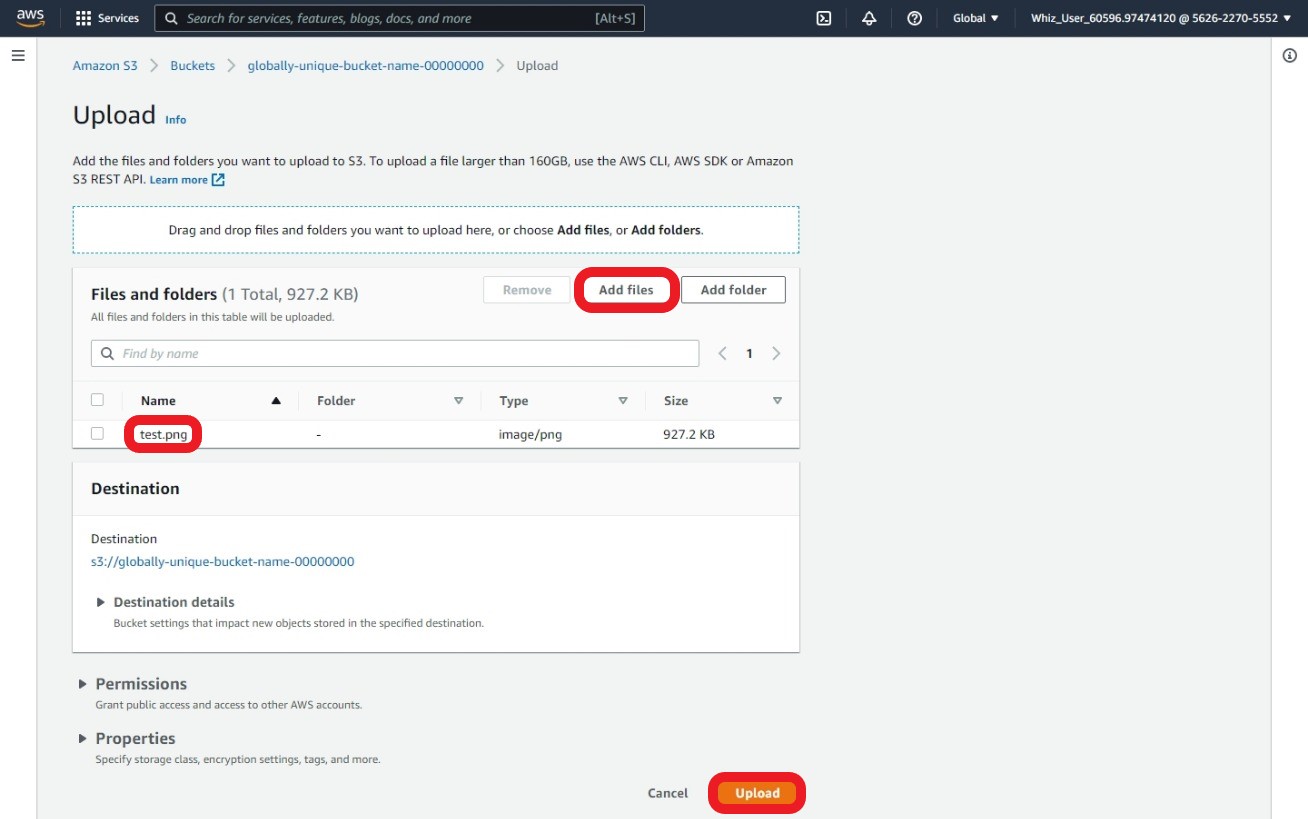 aws
Services
Search for services, features, blogs, docs, and more [Alt+S]
Global
Whiz_User_60596.97474120 @ 5626-2270-5552
Amazon S3 > Buckets > globally-unique-bucket-name-00000000 > Upload
Upload Info
Add the files and folders you want to upload to S3. To upload a file larger than 160GB, use the AWS CLI, AWS SDK or Amazon
S3 REST API. Learn more
Drag and drop files and folders you want to upload here, or choose Add files, or Add folders.
Files and folders (1 Total, 927.2 KB)
Remove
Add files
Add folder
All files and folders in this table will be uploaded.
Find by name
1
Name Folder Type Size
test.png - image/png 927.2 KB
Destination
Destination
s3://globally-unique-bucket-name-00000000
Destination details
Bucket settings that impact new objects stored in the specified destination.
Permissions
Grant public access and access to other AWS accounts.
Properties
Specify storage class, encryption settings, tags, and more.
Cancel
Upload